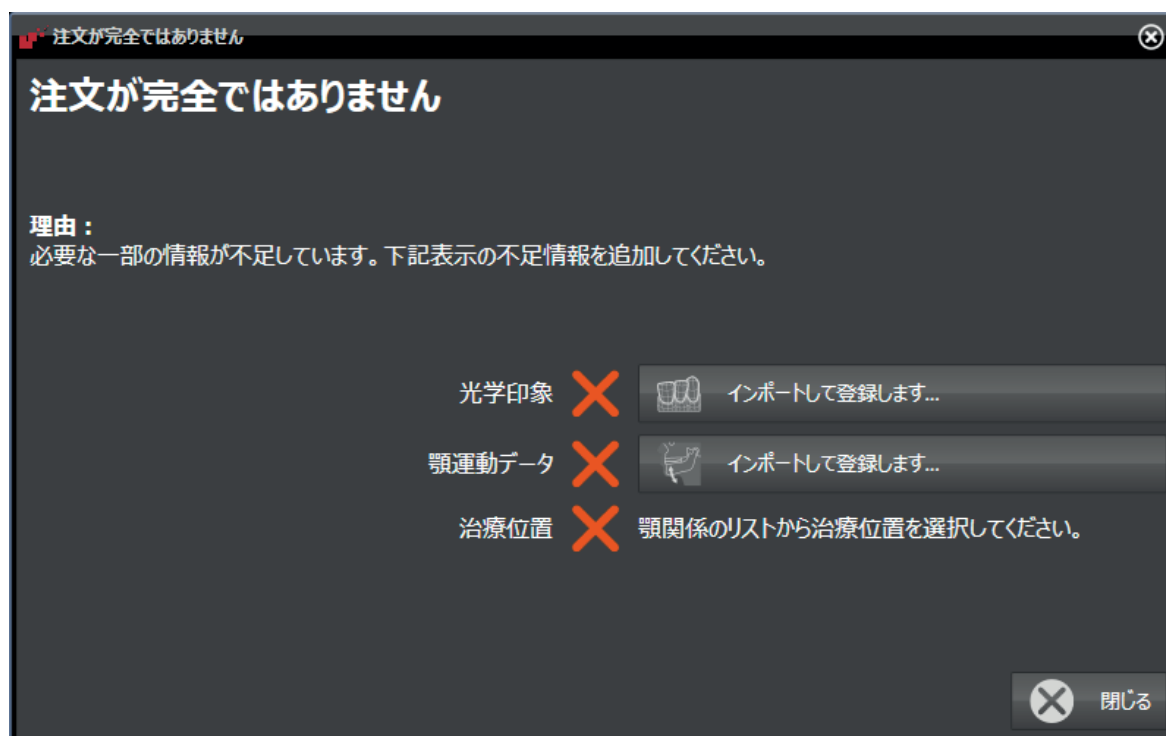 注文が完全ではありません
注文が完全ではありません
理由：
必要な一部の情報が不足しています。下記表示の不足情報を追加してください。
光学印象 インポートして登録します...
顎運動データ インポートして登録します...
治療位置 顎関係のリストから治療位置を選択してください。
閉じる